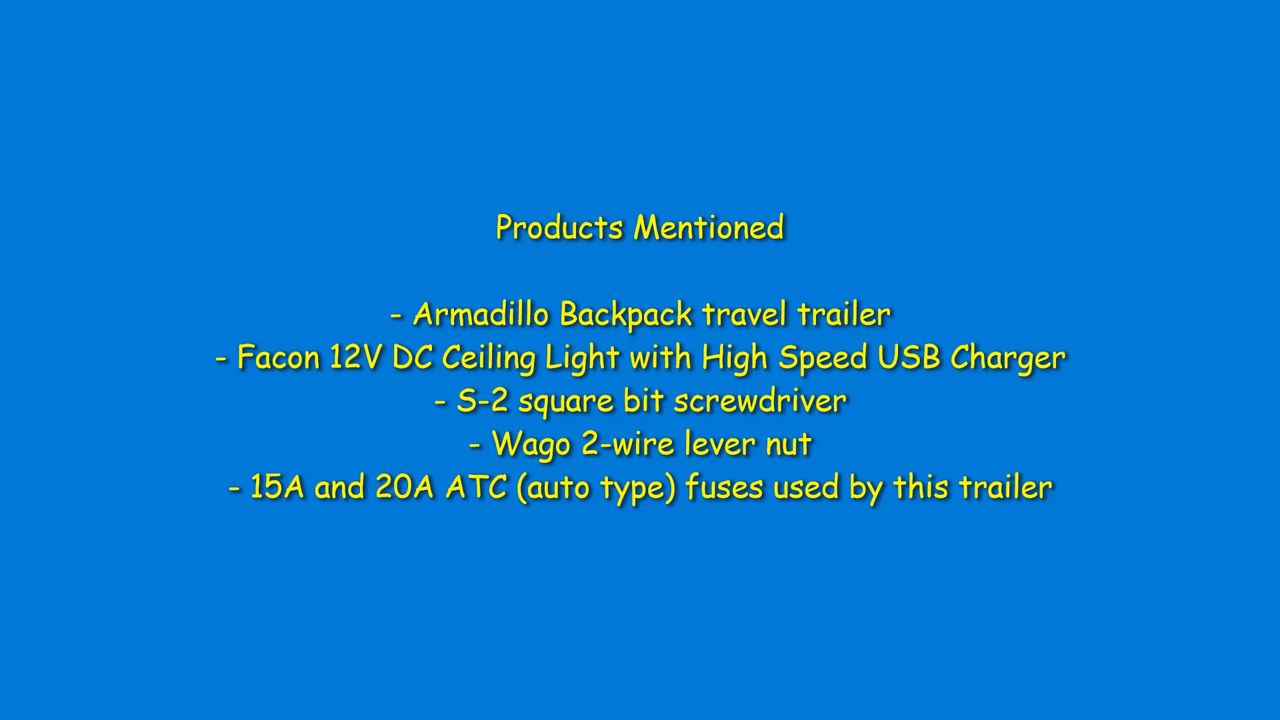 Products Mentioned
- Armadillo Backpack travel trailer
- Facon 12V DC Ceiling Light with High Speed USB Charger
- S-2 square bit screwdriver
- Wago 2-wire lever nut
- 15A and 20A ATC (auto type) fuses used by this trailer